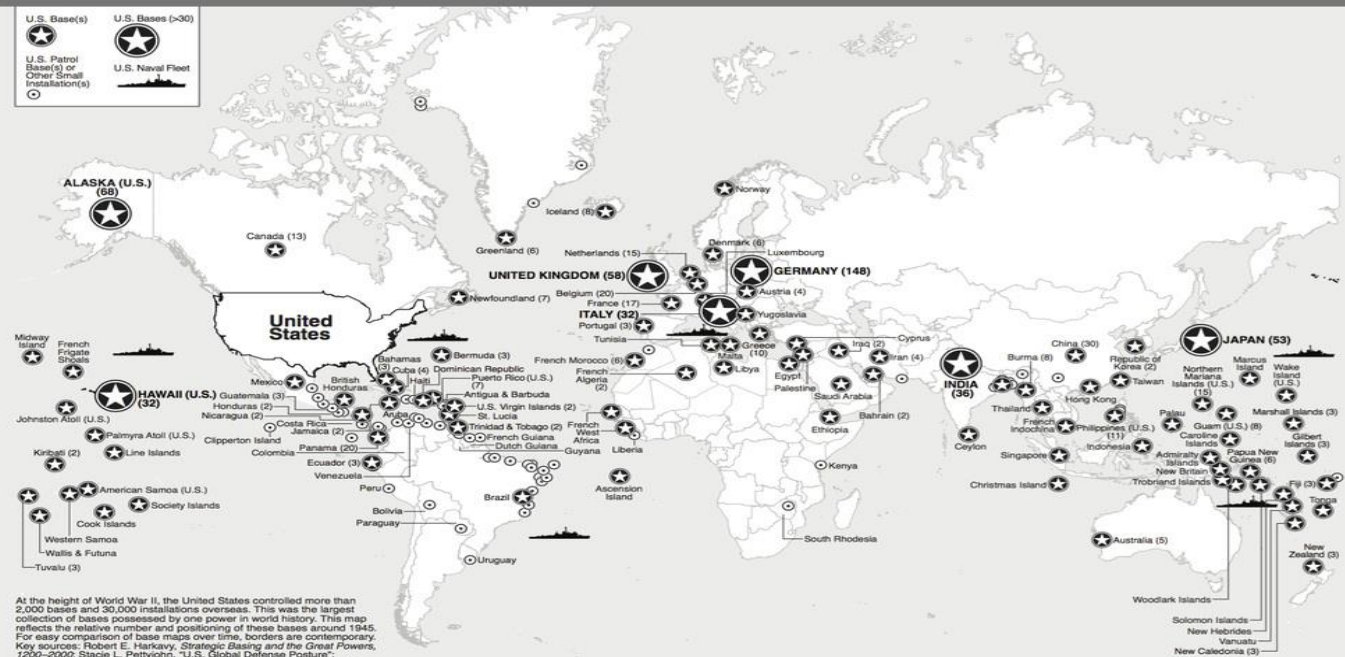 U.S. Base(s)
U.S. Bases (>30)
U.S. Patrol
Base(s) or
Other Small
Installation(s)
U.S. Naval Fleet
ALASKA (U.S.)
(68)
Canada (13)
Greenland (6)
Iceland (8)
Norway
Netherlands (15)
Denmark (6)
Luxembourg
UNITED KINGDOM (58)
GERMANY (148)
Belgium (20)
Austria (4)
France (17)
Newfoundland (7)
ITALY (32)
Yugoslavia
Portugal (3)
United
States
Midway
Island
French
Frigate
Shoals
HAWAII (U.S.)
(32)
Johnston Atoll (U.S.)
Palmyra Atoll (U.S.)
Line Islands
Kiribati (2)
American Samoa (U.S.)
Society Islands
Cook Islands
Western Samoa
Wallis & Futuna
Tuvalu (3)
Bahamas
(3)
Cuba (4)
Bermuda (3)
Dominican Republic
Haiti
Puerto Rico (U.S.)
(7)
Antigua & Barbuda
U.S. Virgin Islands (2)
St. Lucia
Trinidad & Tobago (2)
French Guiana
Dutch Guiana
Guyana
Mexico
British
Honduras
Guatemala (3)
Honduras (2)
Nicaragua (2)
Costa Rica
Aruba
Jamaica (2)
Clipperton Island
Panama (20)
Colombia
Ecuador (3)
Venezuela
Peru
Brazil
Bolivia
Paraguay
Uruguay
Tunisia
Malta
Greece
(10)
Cyprus
French Morocco (6)
French
Algeria
(2)
Libya
Egypt
Palestine
Iraq (2)
Iran (4)
Saudi Arabia
Bahrain (2)
Ethiopia
French
West
Africa
Liberia
Ascension
Island
Kenya
South Rhodesia
INDIA
(36)
Ceylon
Burma (8)
China (30)
Republic of
Korea (2)
Taiwan
Hong Kong
Thailand
French
Indochina
Philippines (U.S.)
(11)
Singapore
Indonesia
Christmas Island
JAPAN (53)
Northern
Mariana
Islands (U.S.)
(15)
Marcus
Island
Wake
Island
(U.S.)
Palau
Guam (U.S.) (8)
Marshall Islands (3)
Caroline
Islands
Gilbert
Islands (3)
Admiralty
Islands
Papua New
Guinea (6)
New Britain
Trobriand Islands
Fiji (3)
Tonga
Australia (5)
New
Zealand (3)
Woodlark Islands
Solomon Islands
New Hebrides
Vanuatu
New Caledonia (3)
At the height of World War II, the United States controlled more than
2,000 bases and 30,000 installations overseas. This was the largest
collection of bases possessed by one power in world history. This map
reflects the relative number and positioning of these bases around 1945.
For easy comparison of base maps over time, borders are contemporary.
Key sources: Robert E. Harkavy, Strategic Basing and the Great Powers,
1200–2000; Stacie L. Pettyjohn, "U.S. Global Defense Posture";